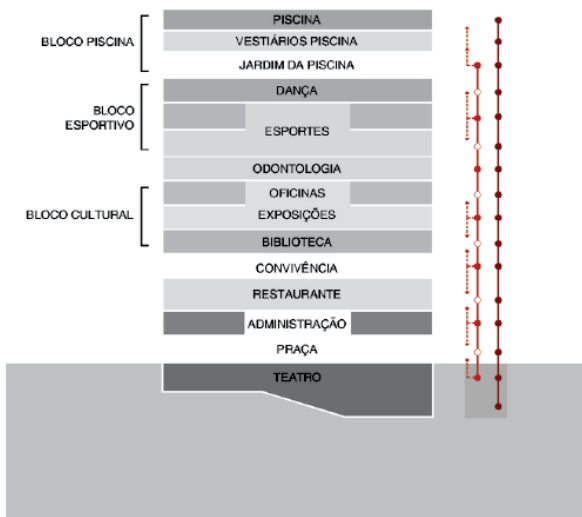 PISCINA
BLOCO PISCINA
VESTIÁRIOS PISCINA
JARDIM DA PISCINA
DANÇA
BLOCO
ESPORTIVO
ESPORTES
ODONTOLOGIA
OFICINAS
BLOCO CULTURAL
EXPOSIÇÕES
BIBLIOTECA
CONVIVÊNCIA
RESTAURANTE
ADMINISTRAÇÃO
PRAÇA
TEATRO